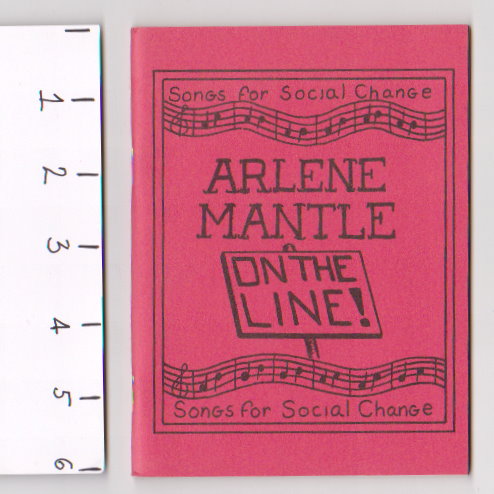 1
2
3
4
5
6
Songs for Social Change
ARLENE
MANTLE
ON THE
LINE!
Songs for Social Change